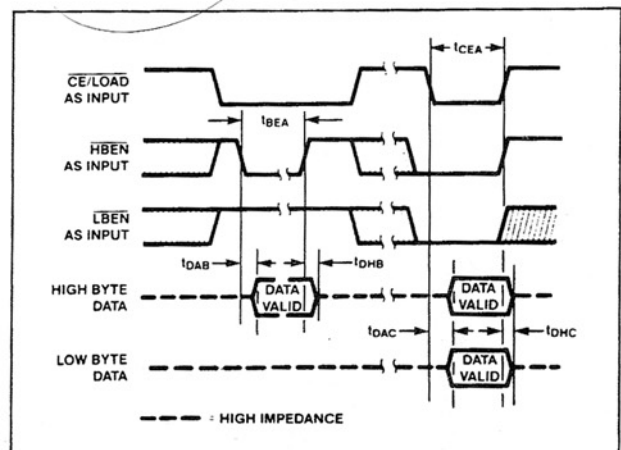 tCEA
CE/LOAD
AS INPUT
tBEA
HBEN
AS INPUT
LBEN
AS INPUT
tDAB
tDHB
HIGH BYTE
DATA
DATA
VALID
DATA
VALID
tDAC
tDHC
LOW BYTE
DATA
DATA
VALID
= HIGH IMPEDANCE